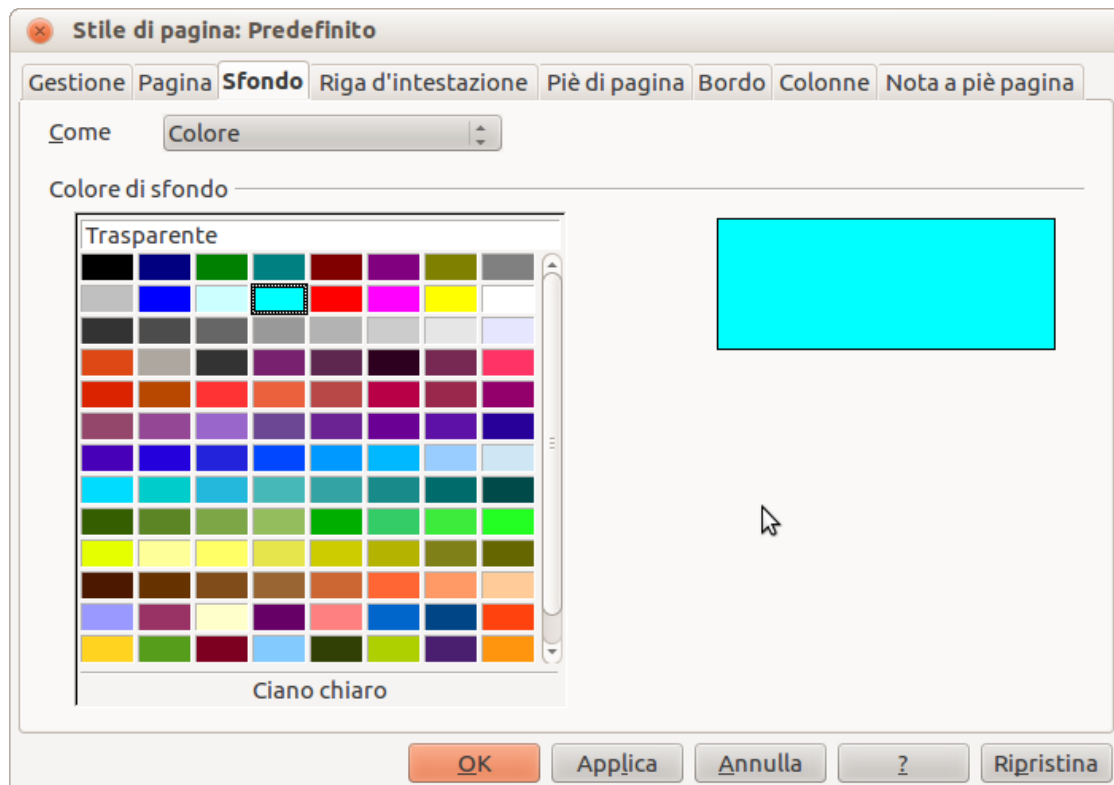 Stile di pagina: Predefinito
Gestione Pagina Sfondo Riga d'intestazione Piè di pagina Bordo Colonne Nota a piè pagina
Come Colore
Colore di sfondo
Trasparente
Ciano chiaro
OK Applica Annulla ? Ripristina